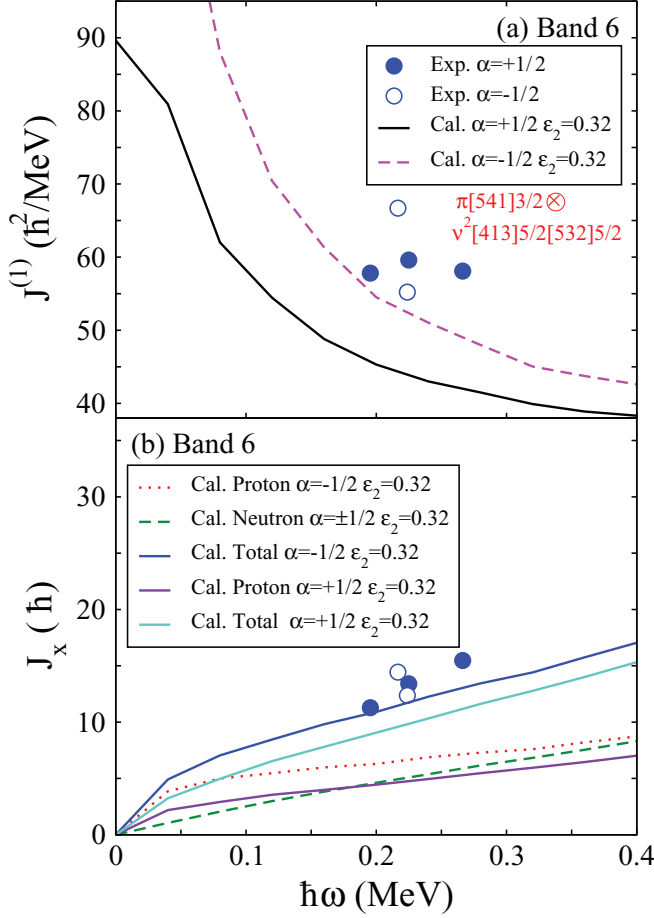 (a) Band 6
Exp. α=+1/2
Exp. α=-1/2
Cal. α=+1/2 ε₂=0.32
Cal. α=-1/2 ε₂=0.32
π[541]3/2⊗
ν²[413]5/2[532]5/2
J⁽¹⁾ (ħ²/MeV)
90
80
70
60
50
40
(b) Band 6
Cal. Proton α=-1/2 ε₂=0.32
Cal. Neutron α=±1/2 ε₂=0.32
Cal. Total α=-1/2 ε₂=0.32
Cal. Proton α=+1/2 ε₂=0.32
Cal. Total α=+1/2 ε₂=0.32
Jₓ (ħ)
30
20
10
0
0 0.1 0.2 0.3 0.4
ħω (MeV)